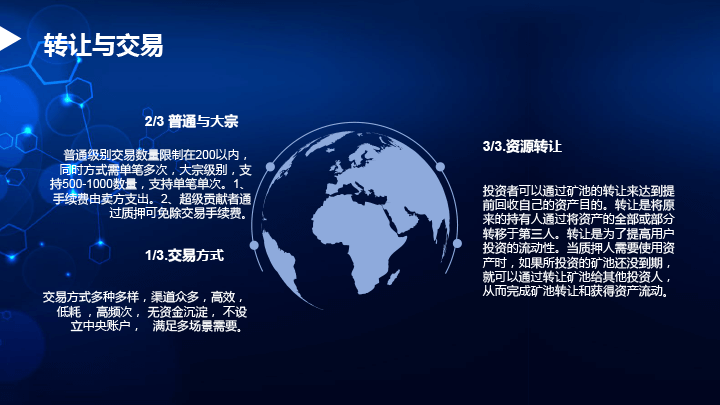 转让与交易
2/3 普通与大宗
普通级别交易数量限制在200以内，
同时方式需单笔多次，大宗级别，支
持500-1000数量，支持单笔单次。1、
手续费由卖方支出。2、超级贡献者通
过质押可免除交易手续费。
1/3.交易方式
交易方式多种多样，渠道众多，高效，
低耗 ，高频次， 无资金沉淀， 不设
立中央账户， 满足多场景需要。
3/3.资源转让
投资者可以通过矿池的转让来达到提
前回收自己的资产目的。转让是将原
来的持有人通过将资产的全部或部分
转移于第三人。转让是为了提高用户
投资的流动性。当质押人需要使用资
产时，如果所投资的矿池还没到期，
就可以通过转让矿池给其他投资人，
从而完成矿池转让和获得资产流动。